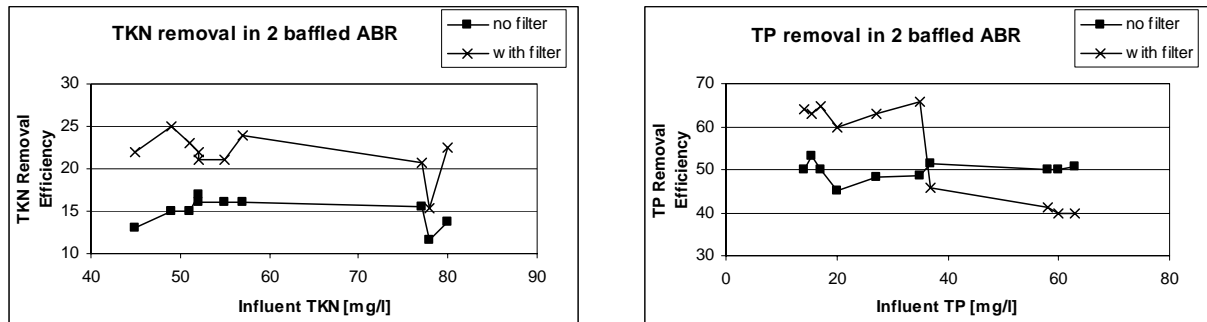 TKN removal in 2 baffled ABR
no filter
with filter
TKN Removal
Efficiency
30
25
20
15
10
40 50 60 70 80 90
Influent TKN [mg/l]
TP removal in 2 baffled ABR
no filter
with filter
TP Removal
Efficiency
70
60
50
40
30
0 20 40 60 80
Influent TP [mg/l]